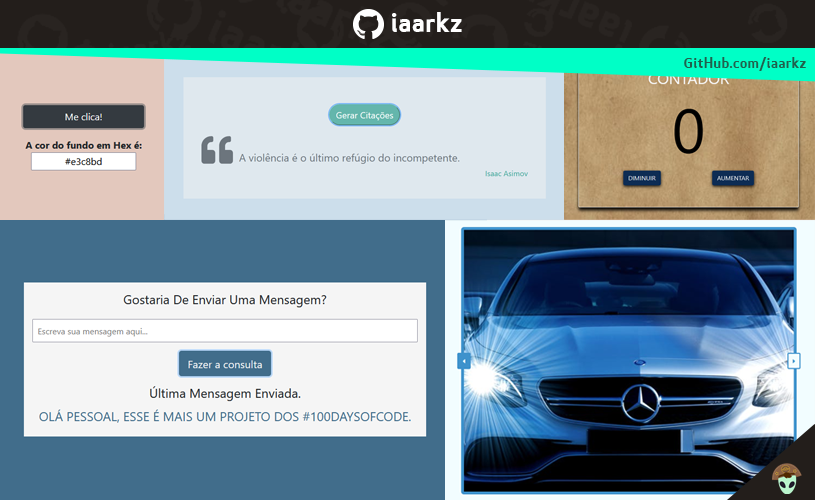 iaarkz
GitHub.com/iaarkz
Me clica!
A cor do fundo em Hex é:
#e3c8bd
Gerar Citações
A violência é o último refúgio do incompetente.
Isaac Asimov
CONTADOR
0
DIMINUIR
AUMENTAR
Gostaria De Enviar Uma Mensagem?
Escreva sua mensagem aqui...
Fazer a consulta
Última Mensagem Enviada.
OLÁ PESSOAL, ESSE É MAIS UM PROJETO DOS #100DAYSOFCODE.